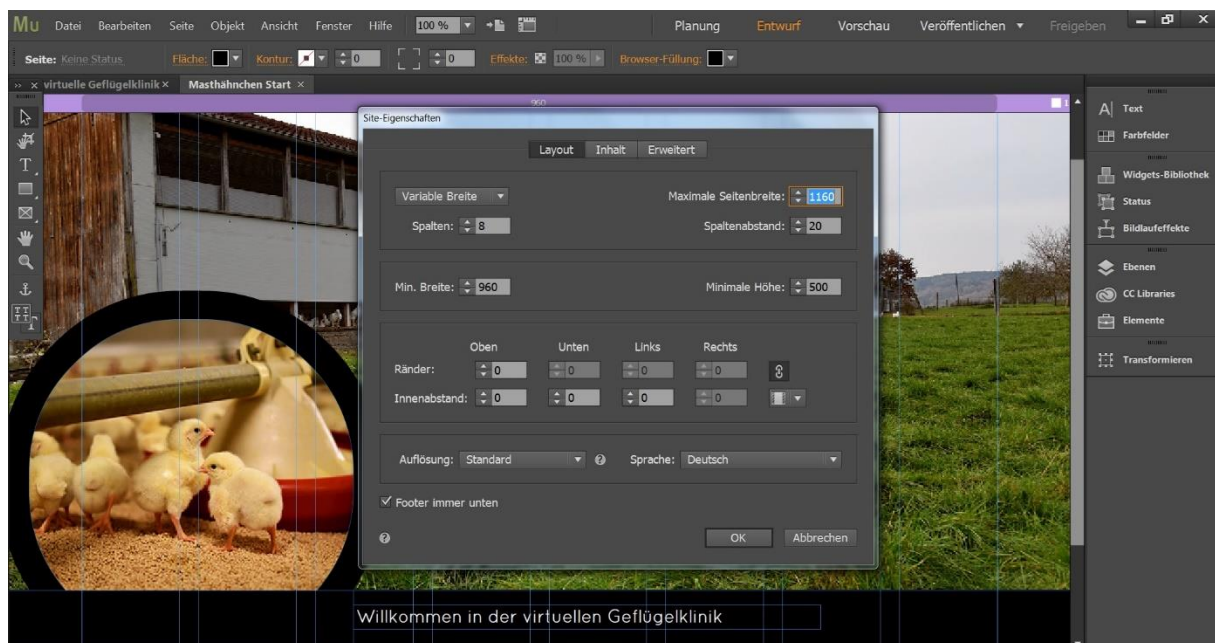 Mu Datei Bearbeiten Seite Objekt Ansicht Fenster Hilfe 100 % Planung Entwurf Vorschau Veröffentlichen Freigeben
Seite: Keine Status Fläche: Kontur: 0 0 Effekte: 100 % Browser-Füllung:
virtuelle Geflügelklinik × Masthähnchen Start ×
960
Site-Eigenschaften
Layout Inhalt Erweitert
Variable Breite Maximale Seitenbreite: 1160
Spalten: 8 Spaltenabstand: 20
Min. Breite: 960 Minimale Höhe: 500
Oben Unten Links Rechts
Ränder: 0 0 0 0
Innenabstand: 0 0 0 0
Auflösung: Standard Sprache: Deutsch
Footer immer unten
OK Abbrechen
Text
Farbfelder
Widgets-Bibliothek
Status
Bildlaufeffekte
Ebenen
CC Libraries
Elemente
Transformieren
Willkommen in der virtuellen Geflügelklinik